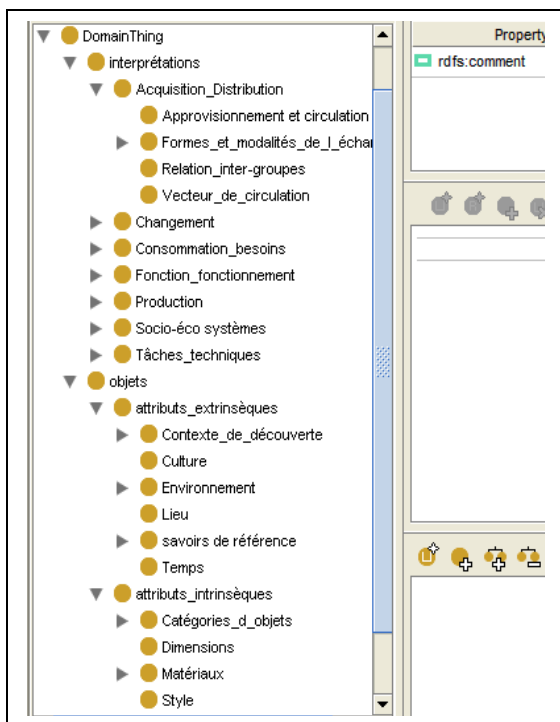 DomainThing
interprétations
Acquisition_Distribution
Approvisionnement et circulation
Formes_et_modalités_de_l_échar
Relation_inter-groupes
Vecteur_de_circulation
Changement
Consommation_besoins
Fonction_fonctionnement
Production
Socio-éco systèmes
Tâches_techniques
objets
attributs_extrinsèques
Contexte_de_découverte
Culture
Environnement
Lieu
savoirs de référence
Temps
attributs_intrinsèques
Catégories_d_objets
Dimensions
Matériaux
Style
Property
rdfs:comment